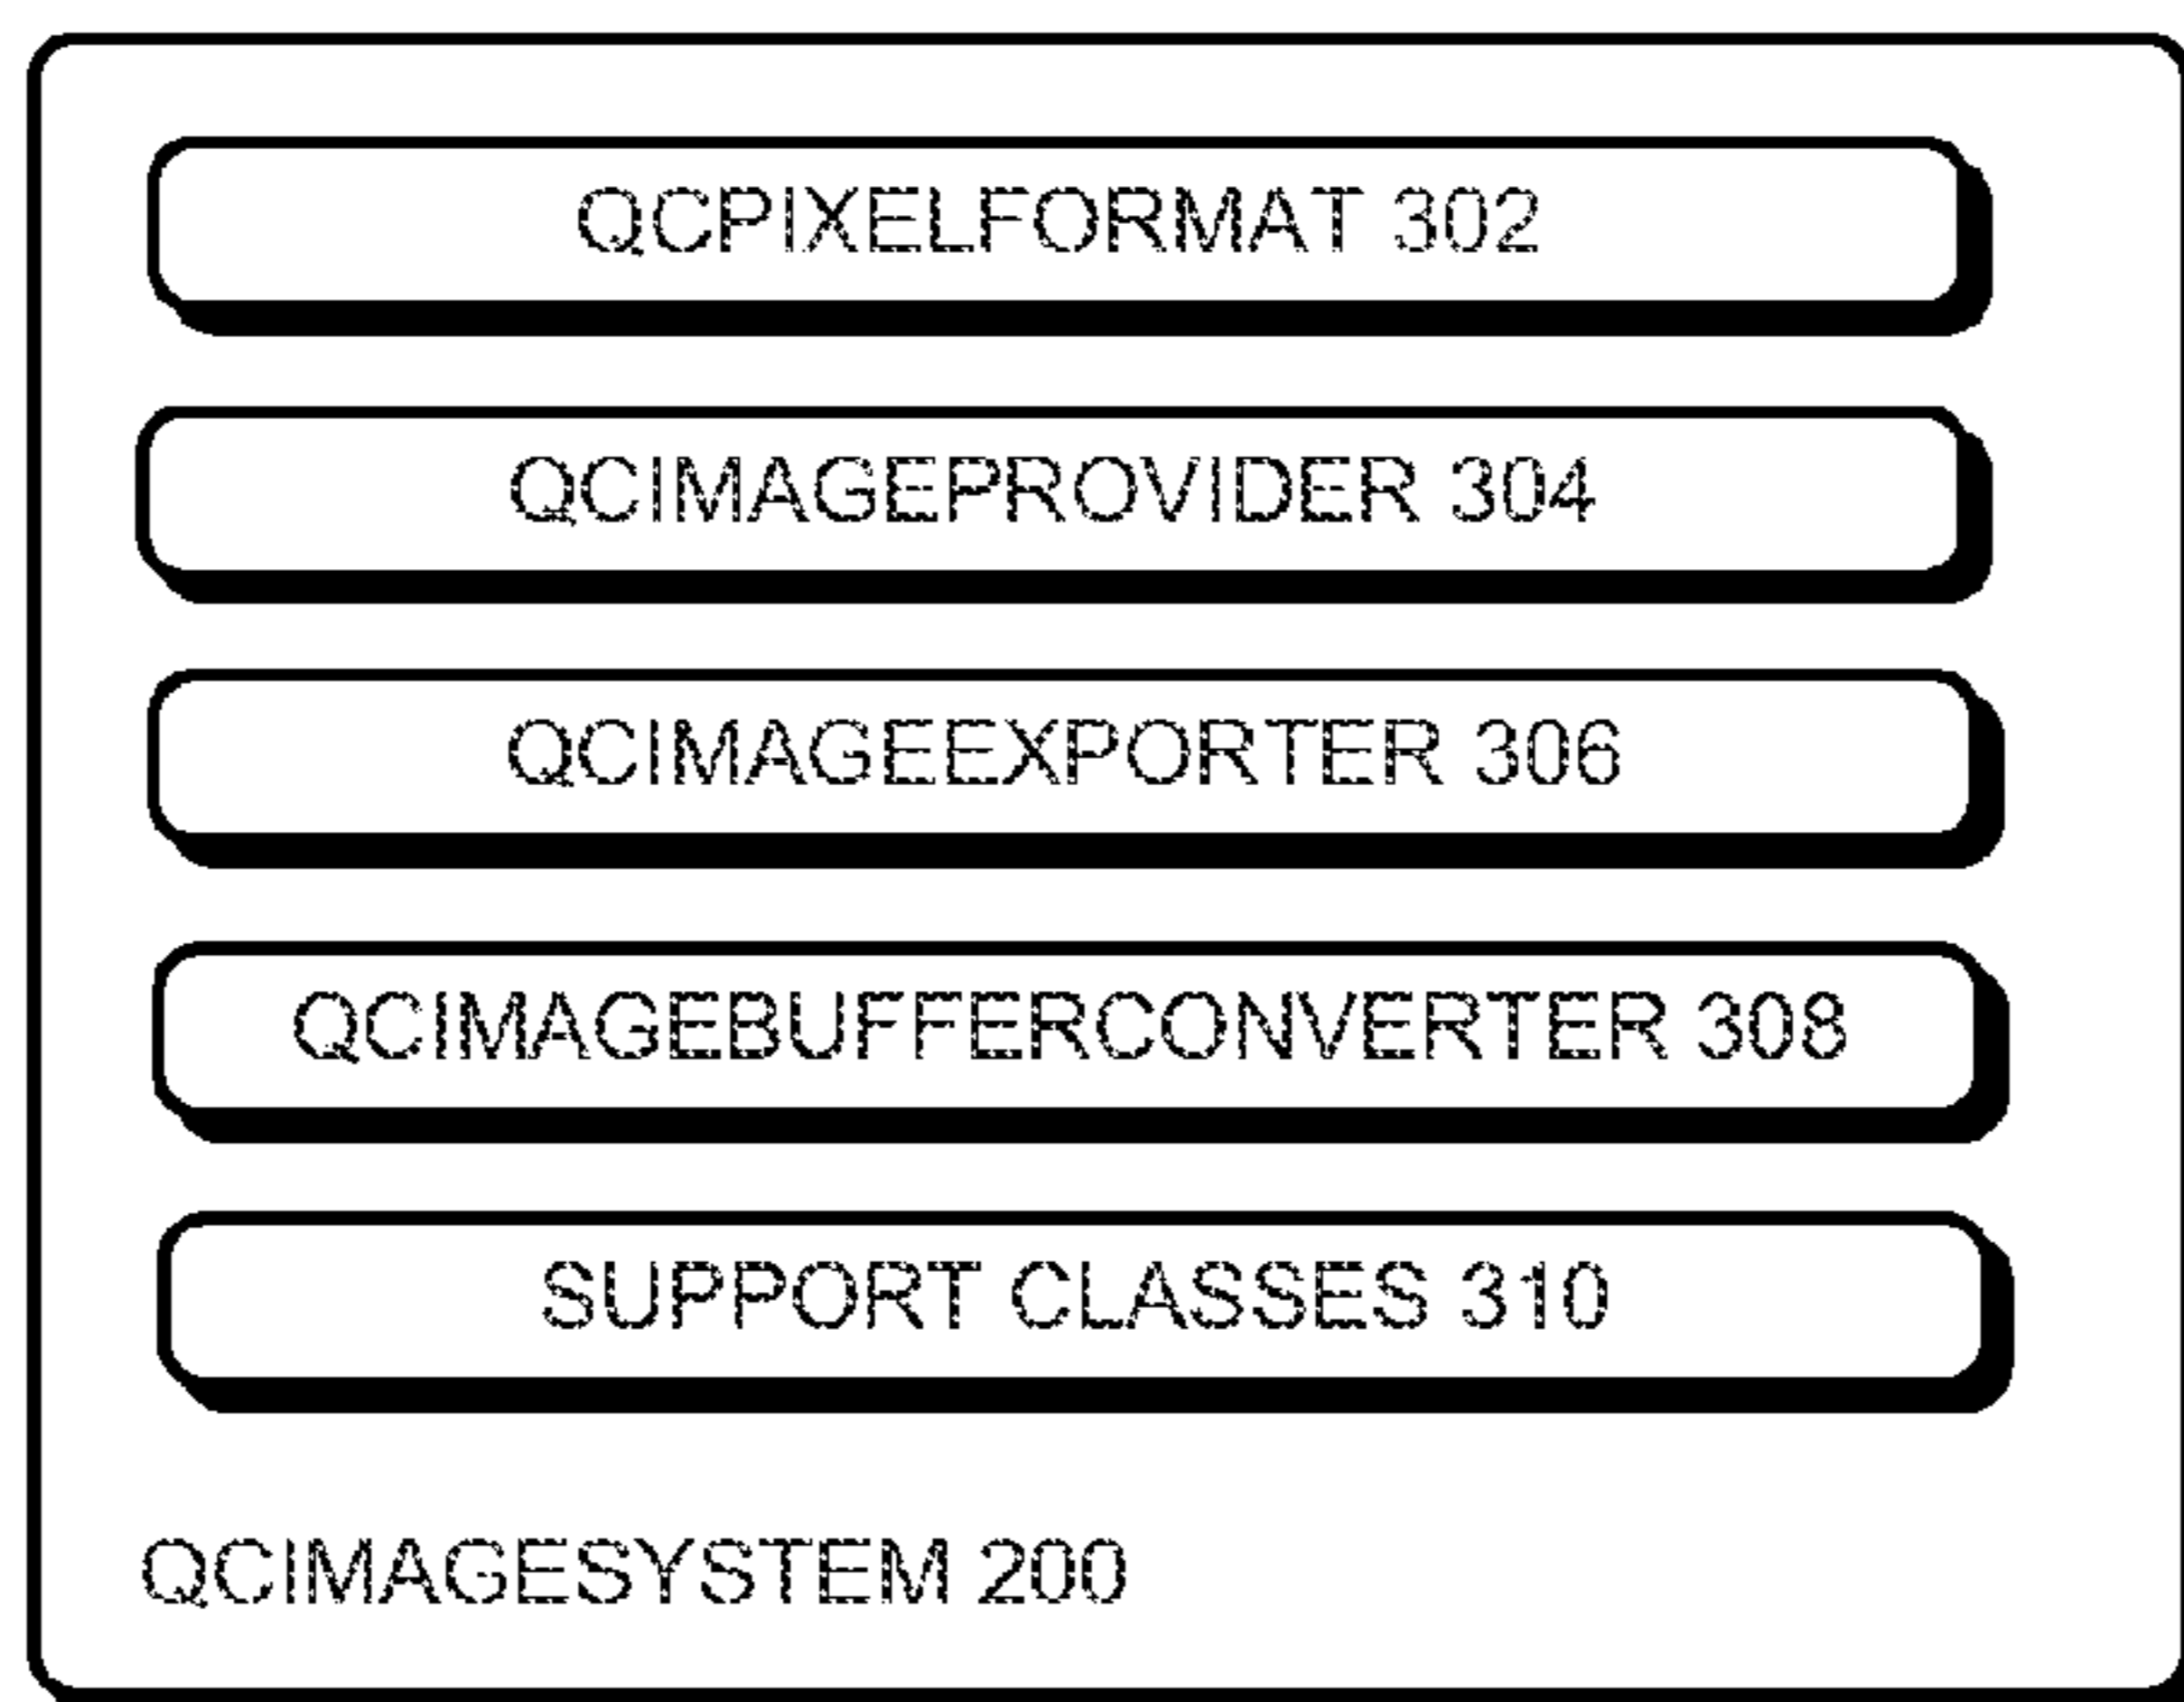 QCPIXELFORMAT 302
QCIMAGEPROVIDER 304
QCIMAGEEXPORTER 306
QCIMAGEBUFFERCONVERTER 308
SUPPORT CLASSES 310
QCIMAGESYSTEM 200